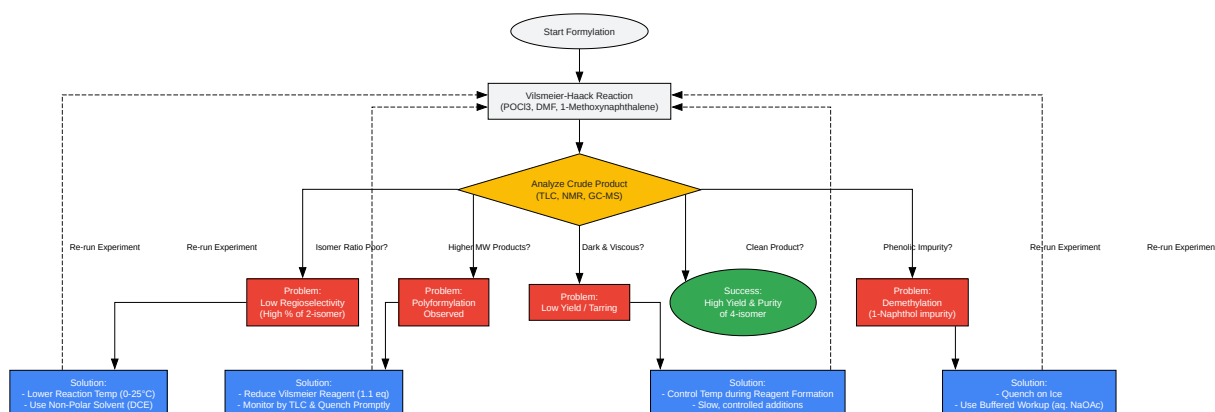 Start Formylation
Vilsmeier-Haack Reaction
(POCl3, DMF, 1-Methoxynaphthalene)
Analyze Crude Product
(TLC, NMR, GC-MS)
Re-run Experiment
Re-run Experiment
Isomer Ratio Poor?
Higher MW Products?
Dark & Viscous?
Clean Product?
Phenolic Impurity?
Re-run Experiment
Re-run Experimen
Problem:
Low Regioselectivity
(High % of 2-isomer)
Problem:
Polyformylation
Observed
Problem:
Low Yield / Tarring
Success:
High Yield & Purity
of 4-isomer
Problem:
Demethylation
(1-Naphthol impurity)
Solution:
- Lower Reaction Temp (0-25°C)
- Use Non-Polar Solvent (DCE)
Solution:
- Reduce Vilsmeier Reagent (1.1 eq)
- Monitor by TLC & Quench Promptly
Solution:
- Control Temp during Reagent Formation
- Slow, controlled additions
Solution:
- Quench on Ice
- Use Buffered Workup (aq. NaOAc)